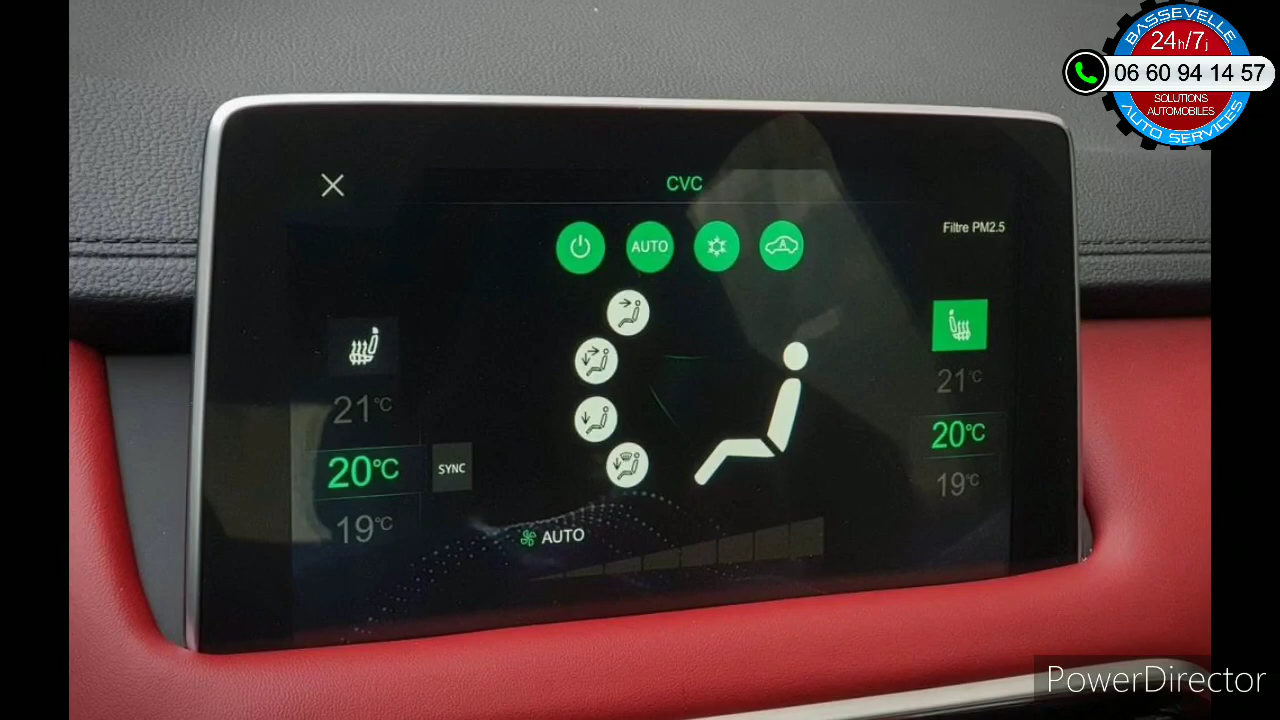 BASSEVELLE
24h/7j
06 60 94 14 57
SOLUTIONS
AUTOMOBILES
AUTO SERVICES
CVC
Filtre PM2.5
AUTO
A
21°C
20°C
19°C
SYNC
21°C
20°C
19°C
AUTO
PowerDirector